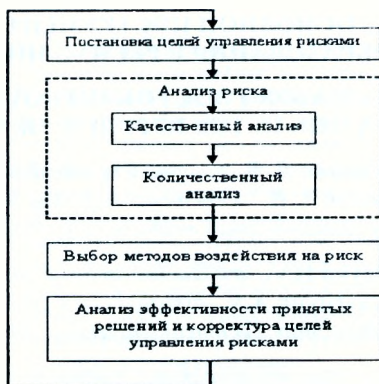 Постановка целей управления рисками
Анализ риска
Качественный анализ
Количественный
анализ
Выбор методов воздействия на риск
Анализ эффективности принятых
решений и корректура целей
управления рисками